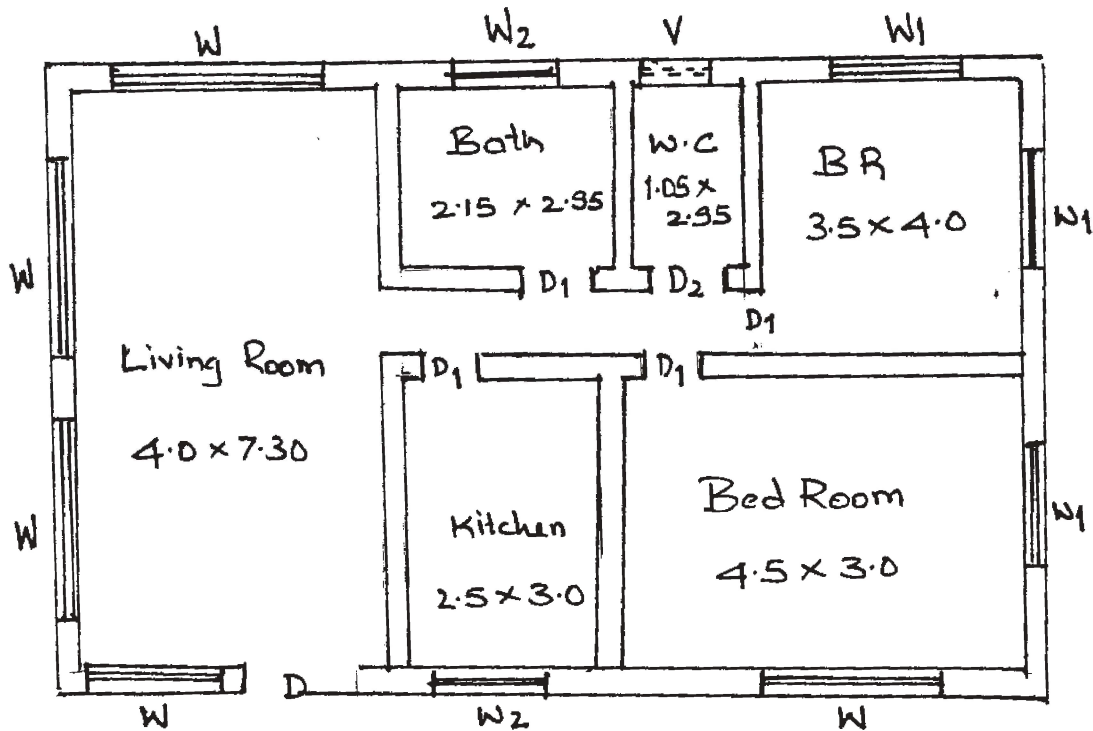 W W2 V W1
Bath
2.15 x 2.95
W.C
1.05 x
2.95
BR
3.5 x 4.0
W
W1
D1 D2
D1
Living Room
4.0 x 7.30
D1 D1
W
Kitchen
2.5 x 3.0
Bed Room
4.5 x 3.0
W1
D
W W2 W